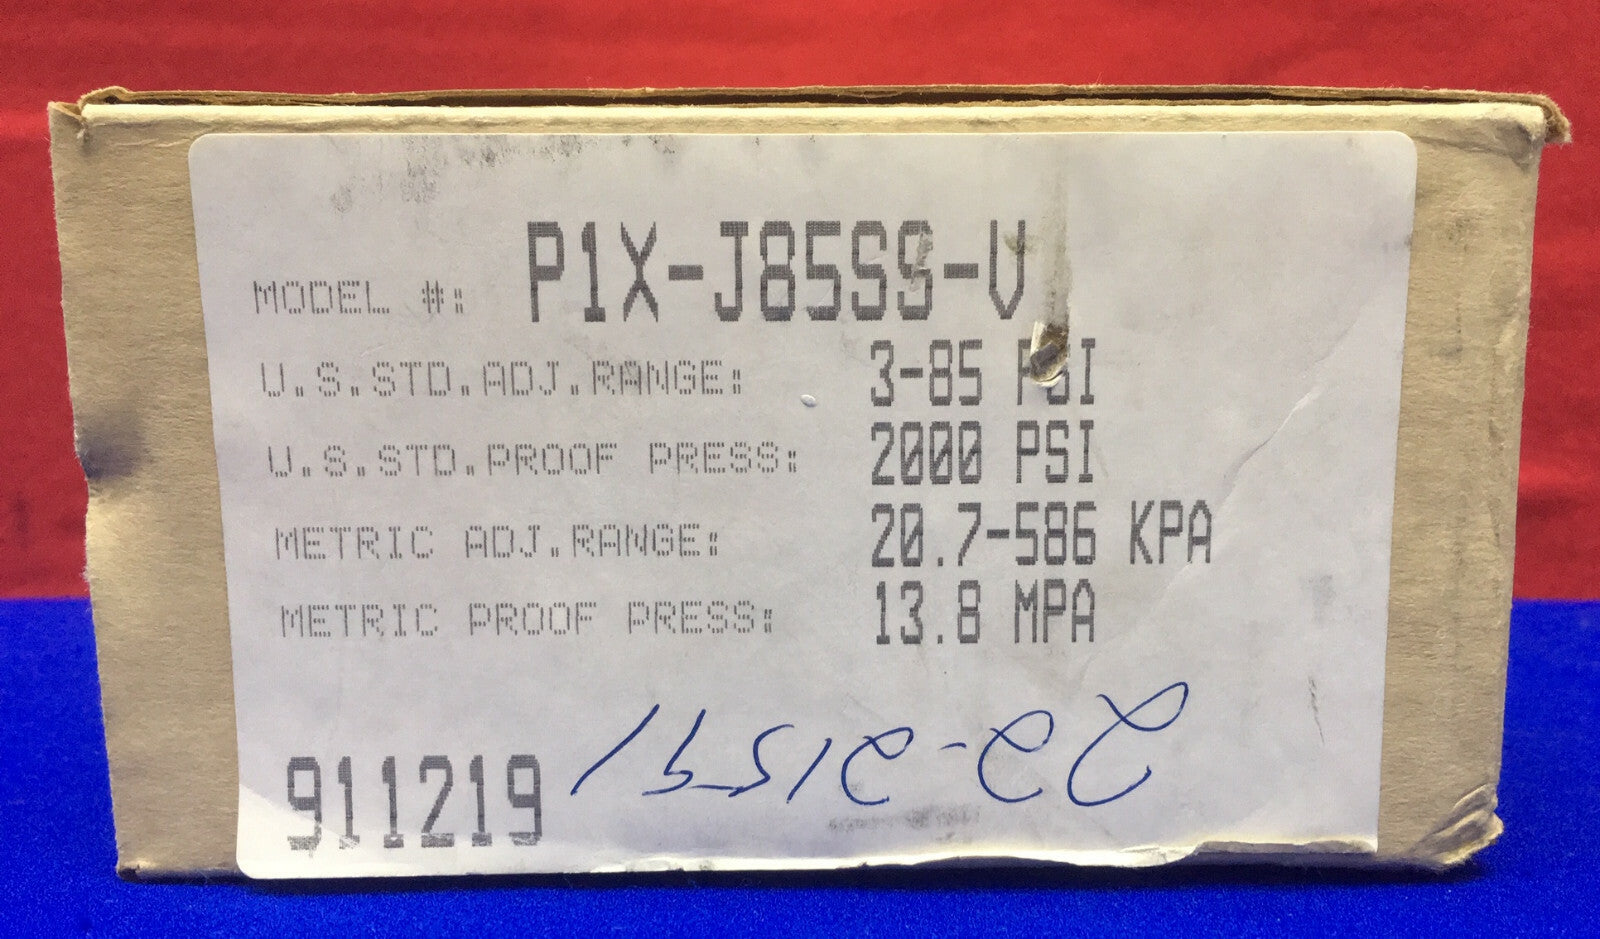 MODEL #: P1X-J85SS-V
U.S.STD.ADJ.RANGE: 3-85 PSI
U.S.STD.PROOF PRESS: 2000 PSI
METRIC ADJ.RANGE: 20.7-586 KPA
METRIC PROOF PRESS: 13.8 MPA
911219